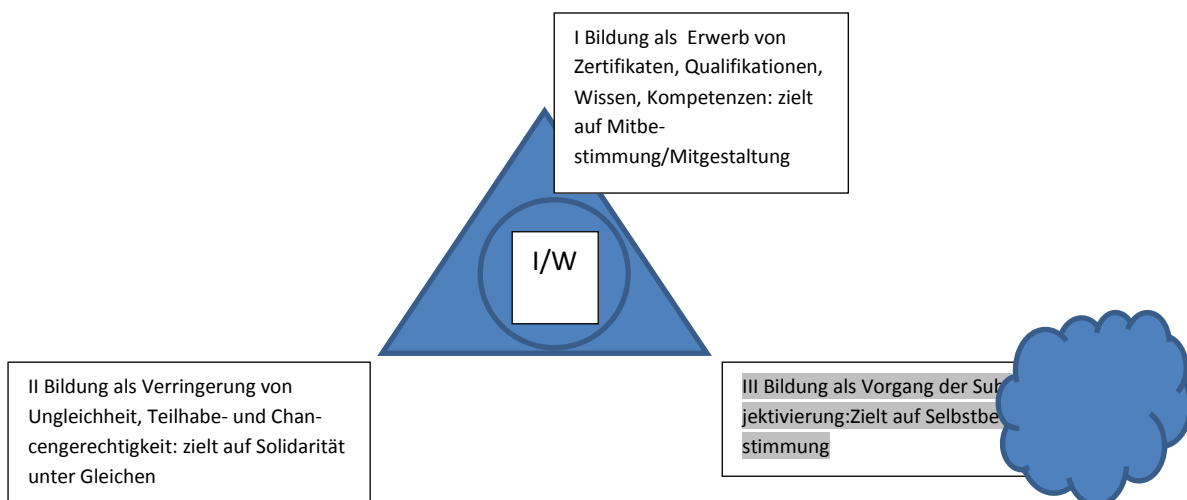 I Bildung als Erwerb von
Zertifikaten, Qualifikationen,
Wissen, Kompetenzen: zielt
auf Mitbe-
stimmung/Mitgestaltung
I/W
II Bildung als Verringerung von
Ungleichheit, Teilhabe- und Chan-
cengerechtigkeit: zielt auf Solidarität
unter Gleichen
III Bildung als Vorgang der Sub
jektivierung:Zielt auf Selbstbe
stimmung